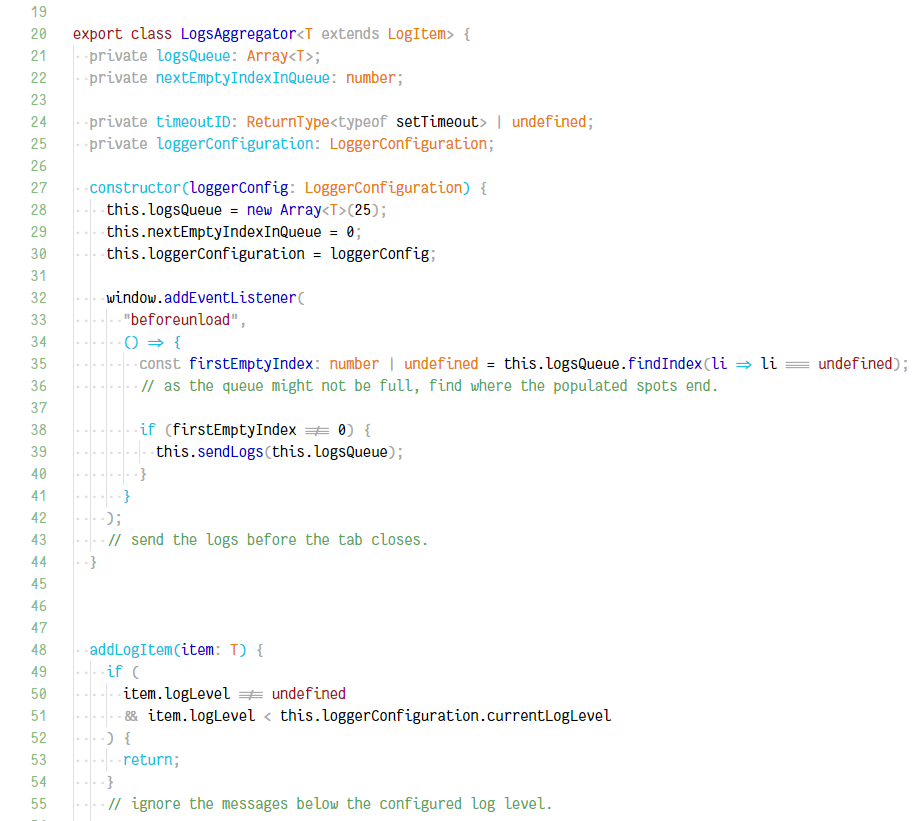 19
20 export class LogsAggregator<T extends LogItem> {
21 private logsQueue: Array<T>;
22 private nextEmptyIndexInQueue: number;
23
24 private timeoutID: ReturnType<typeof setTimeout> | undefined;
25 private loggerConfiguration: LoggerConfiguration;
26
27 constructor(loggerConfig: LoggerConfiguration) {
28 this.logsQueue = new Array<T>(25);
29 this.nextEmptyIndexInQueue = 0;
30 this.loggerConfiguration = loggerConfig;
31
32 window.addEventListener(
33 "beforeunload",
34 () => {
35 const firstEmptyIndex: number | undefined = this.logsQueue.findIndex(li => li === undefined);
36 // as the queue might not be full, find where the populated spots end.
37
38 if (firstEmptyIndex !== 0) {
39 this.sendLogs(this.logsQueue);
40 }
41 }
42 );
43 // send the logs before the tab closes.
44 }
45
46
47
48 addLogItem(item: T) {
49 if (
50 item.logLevel !== undefined
51 && item.logLevel < this.loggerConfiguration.currentLogLevel
52 ) {
53 return;
54 }
55 // ignore the messages below the configured log level.